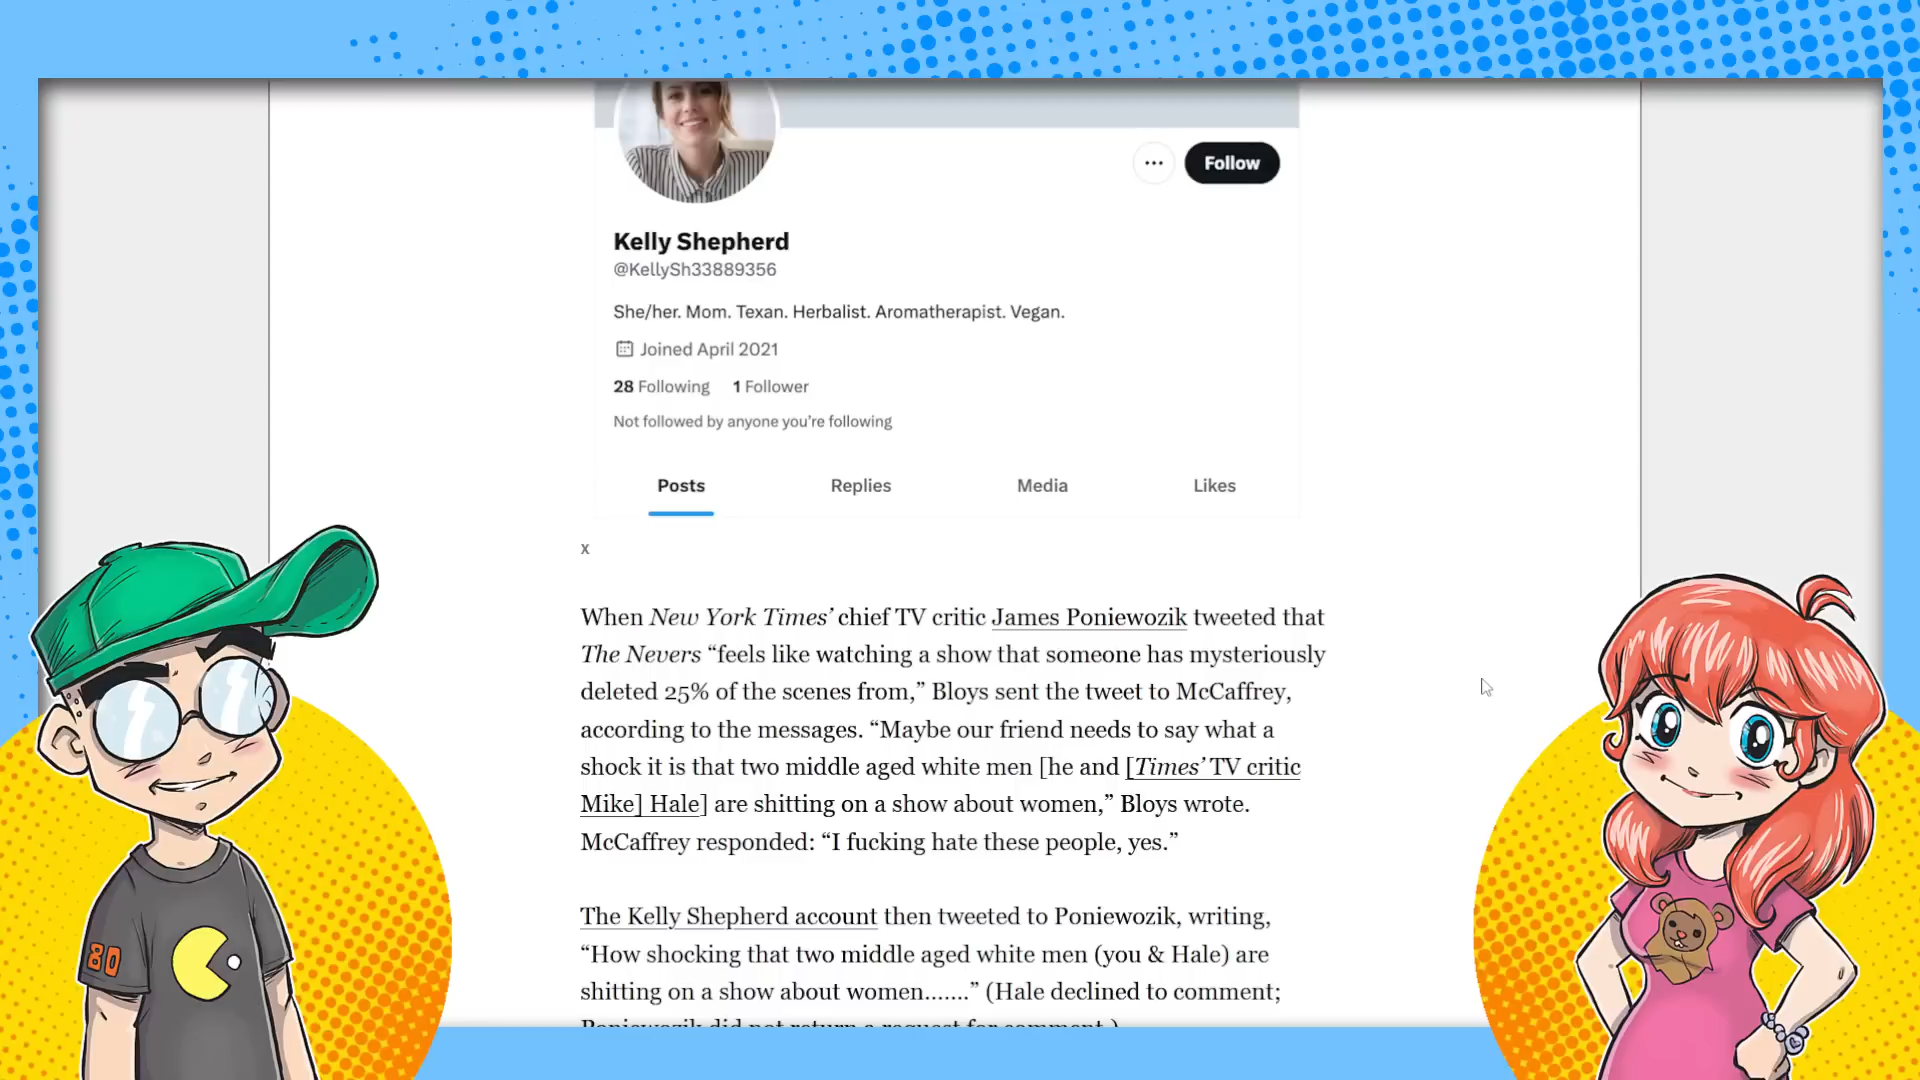 Follow
Kelly Shepherd
@KellySh33889356
She/her. Mom. Texan. Herbalist. Aromatherapist. Vegan.
Joined April 2021
28 Following 1 Follower
Not followed by anyone you’re following
Posts Replies Media Likes
x
When New York Times’ chief TV critic James Poniewozik tweeted that
The Nevers “feels like watching a show that someone has mysteriously
deleted 25% of the scenes from,” Bloys sent the tweet to McCaffrey,
according to the messages. “Maybe our friend needs to say what a
shock it is that two middle aged white men [he and [Times’ TV critic
Mike] Hale] are shitting on a show about women,” Bloys wrote.
McCaffrey responded: “I fucking hate these people, yes.”
The Kelly Shepherd account then tweeted to Poniewozik, writing,
“How shocking that two middle aged white men (you & Hale) are
shitting on a show about women…….” (Hale declined to comment;
Poniewozik did not return a request for comment.)
80